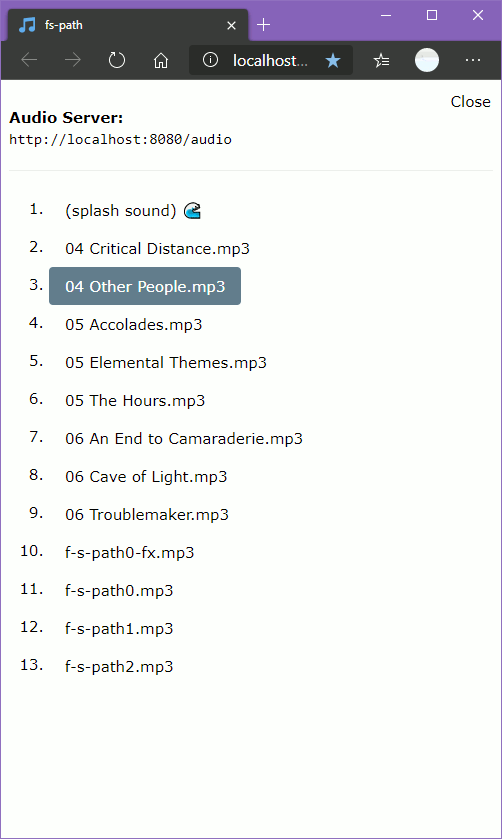 fs-path
localhost...
Close
Audio Server:
http://localhost:8080/audio
1. (splash sound) 🌊
2. 04 Critical Distance.mp3
3. 04 Other People.mp3
4. 05 Accolades.mp3
5. 05 Elemental Themes.mp3
6. 05 The Hours.mp3
7. 06 An End to Camaraderie.mp3
8. 06 Cave of Light.mp3
9. 06 Troublemaker.mp3
10. f-s-path0-fx.mp3
11. f-s-path0.mp3
12. f-s-path1.mp3
13. f-s-path2.mp3